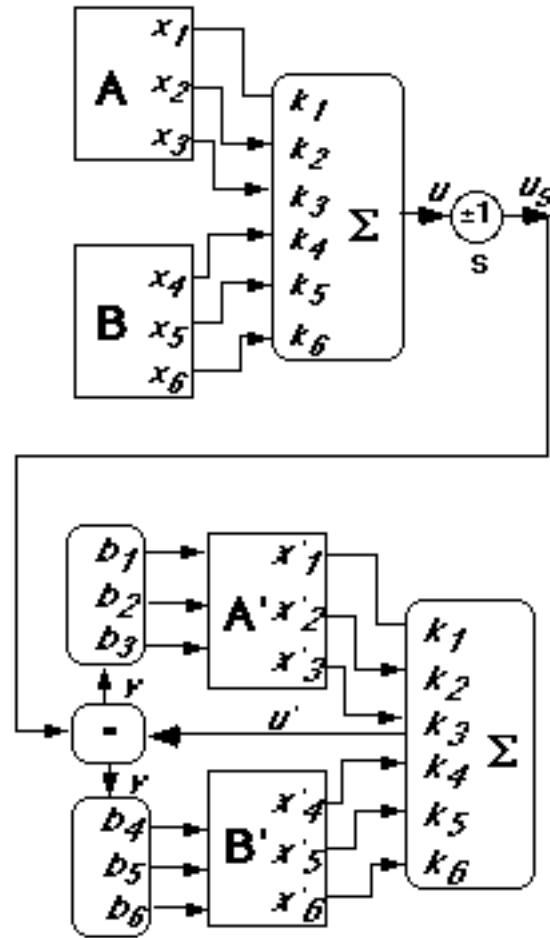 A
x1
x2
x3
B
x4
x5
x6
k1
k2
k3
k4
k5
k6
Σ
u
±1
s
us
b1
b2
b3
A'
x'1
x'2
x'3
r
-
r
u'
b4
b5
b6
B'
x'4
x'5
x'6
k1
k2
k3
k4
k5
k6
Σ